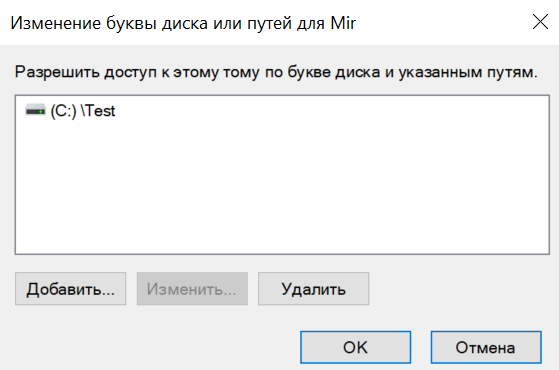 Изменение буквы диска или путей для Mir
Разрешить доступ к этому тому по букве диска и указанным путям.
(C:) \Test
Добавить... Изменить... Удалить
OK Отмена